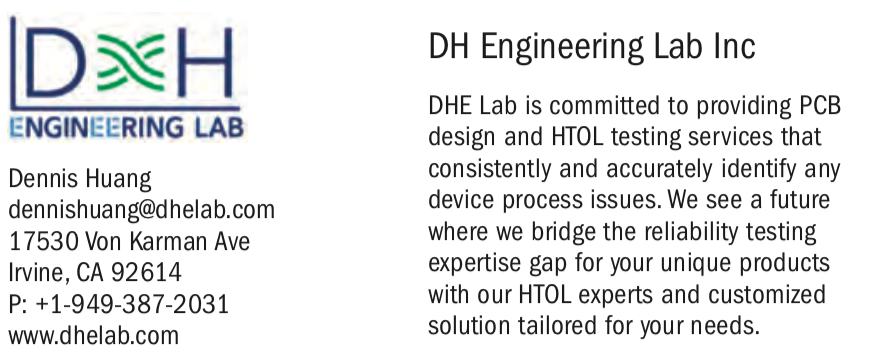 DH
ENGINEERING LAB
Dennis Huang
dennishuang@dhelab.com
17530 Von Karman Ave
Irvine, CA 92614
P: +1-949-387-2031
www.dhelab.com
DH Engineering Lab Inc
DHE Lab is committed to providing PCB
design and HTOL testing services that
consistently and accurately identify any
device process issues. We see a future
where we bridge the reliability testing
expertise gap for your unique products
with our HTOL experts and customized
solution tailored for your needs.